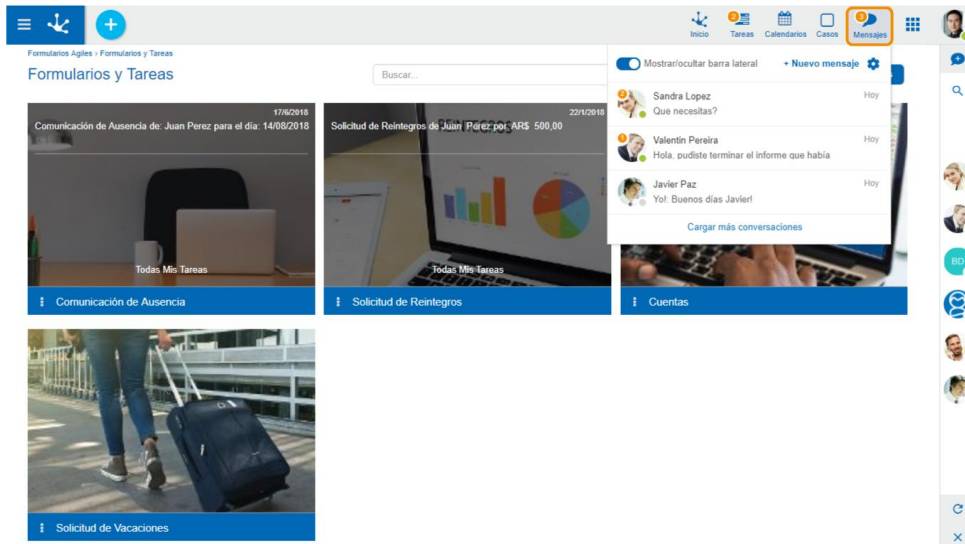 2
3
Inicio
Tareas
Calendarios
Casos
Mensajes
Formularios Agiles › Formularios y Tareas
Formularios y Tareas
Buscar...
Mostrar/ocultar barra lateral
+ Nuevo mensaje
2
Sandra Lopez
Hoy
Que necesitas?
1
Valentin Pereira
Hoy
Hola, pudiste terminar el informe que había
Javier Paz
Hoy
Yo!: Buenos días Javier!
Cargar más conversaciones
17/6/2018
Comunicación de Ausencia de: Juan Perez para el día: 14/08/2018
Todas Mis Tareas
Comunicación de Ausencia
22/1/2018
Solicitud de Reintegros de Juan Perez por: ARS 500,00
Todas Mis Tareas
Solicitud de Reintegros
Cuentas
BD
Solicitud de Vacaciones